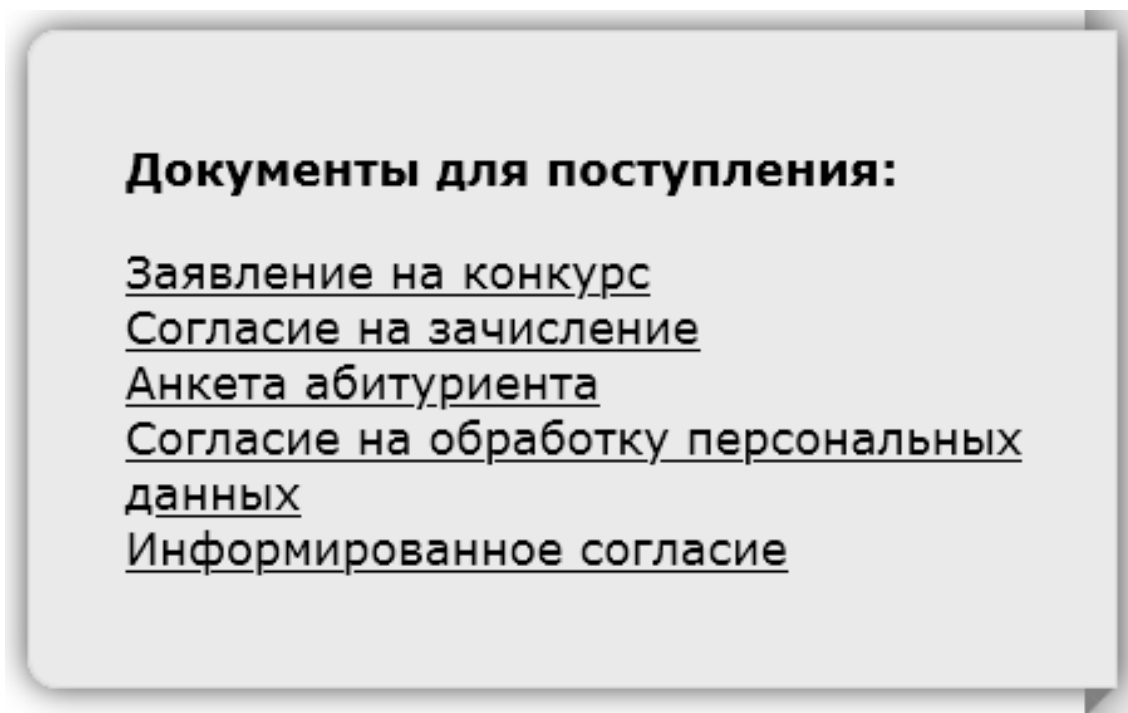 Документы для поступления:
Заявление на конкурс
Согласие на зачисление
Анкета абитуриента
Согласие на обработку персональных
данных
Информированное согласие